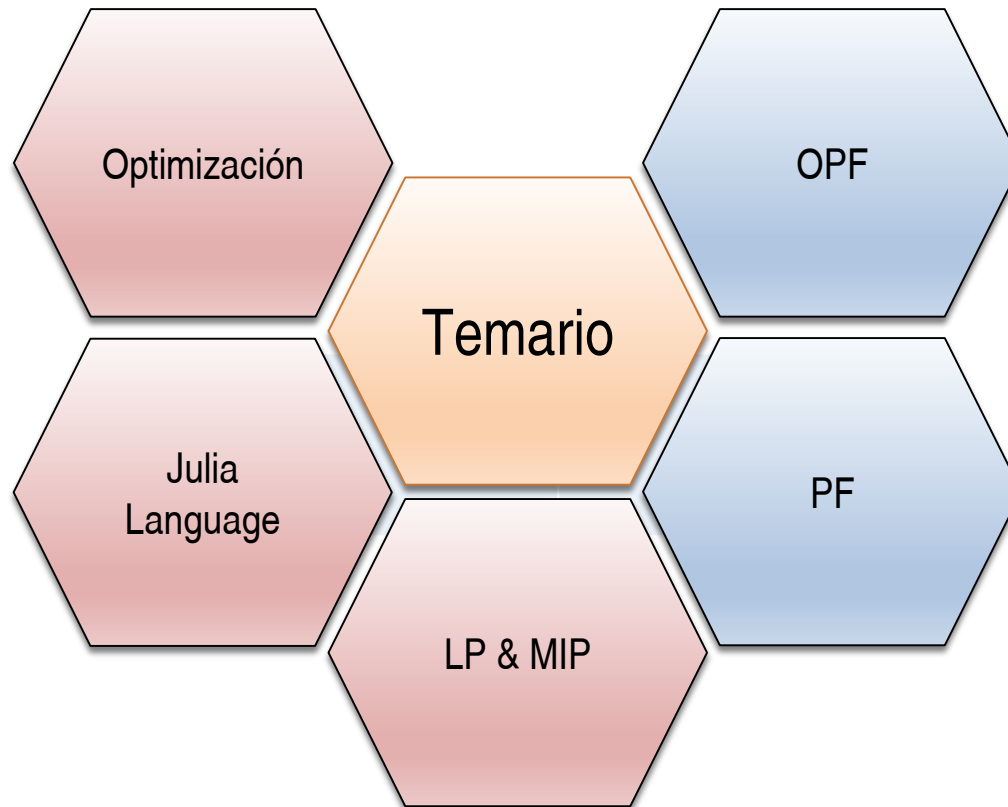 Optimización
OPF
Temario
Julia
Language
PF
LP & MIP